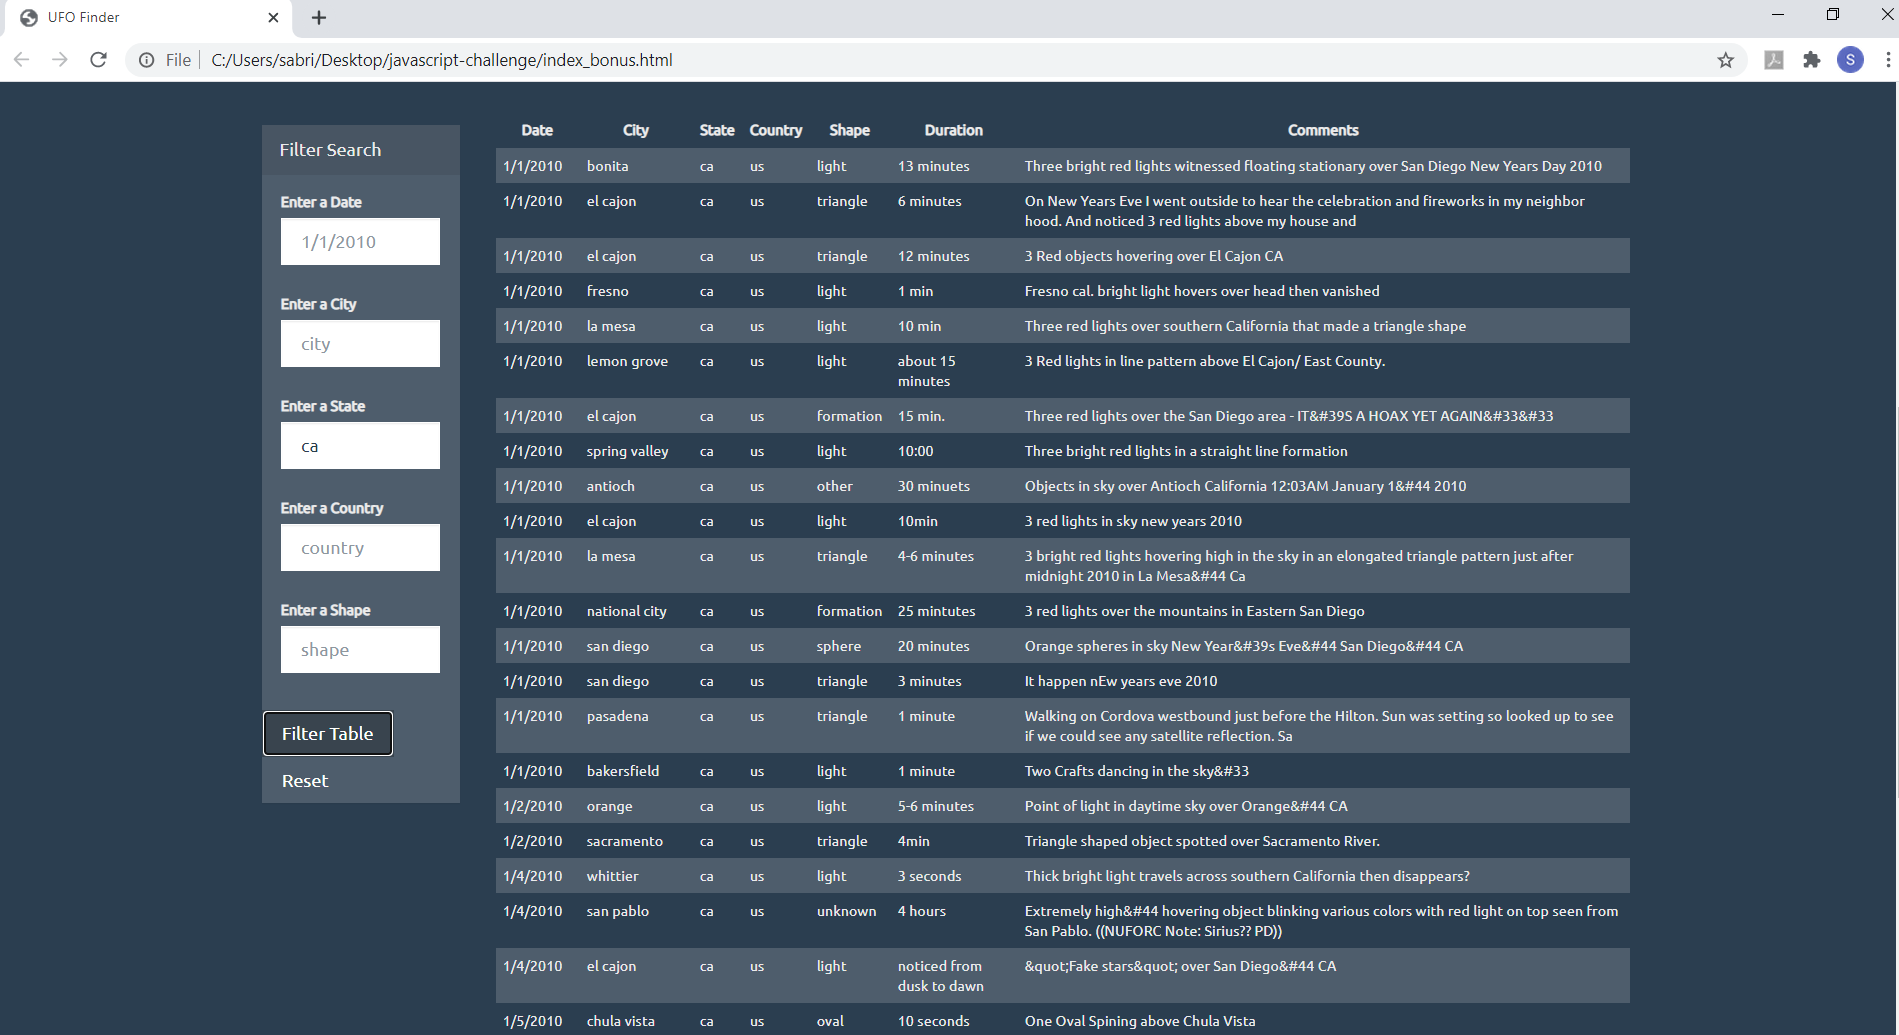 UFO Finder
File C:/Users/sabri/Desktop/javascript-challenge/index_bonus.html
S
Filter Search
Enter a Date
1/1/2010
Enter a City
city
Enter a State
ca
Enter a Country
country
Enter a Shape
shape
Filter Table
Reset
Date City State Country Shape Duration Comments
1/1/2010 bonita ca us light 13 minutes Three bright red lights witnessed floating stationary over San Diego New Years Day 2010
1/1/2010 el cajon ca us triangle 6 minutes On New Years Eve I went outside to hear the celebration and fireworks in my neighbor
hood. And noticed 3 red lights above my house and
1/1/2010 el cajon ca us triangle 12 minutes 3 Red objects hovering over El Cajon CA
1/1/2010 fresno ca us light 1 min Fresno cal. bright light hovers over head then vanished
1/1/2010 la mesa ca us light 10 min Three red lights over southern California that made a triangle shape
1/1/2010 lemon grove ca us light about 15 3 Red lights in line pattern above El Cajon/ East County.
minutes
1/1/2010 el cajon ca us formation 15 min. Three red lights over the San Diego area - IT&#39S A HOAX YET AGAIN&#33&#33
1/1/2010 spring valley ca us light 10:00 Three bright red lights in a straight line formation
1/1/2010 antioch ca us other 30 minuets Objects in sky over Antioch California 12:03AM January 1&#44 2010
1/1/2010 el cajon ca us light 10min 3 red lights in sky new years 2010
1/1/2010 la mesa ca us triangle 4-6 minutes 3 bright red lights hovering high in the sky in an elongated triangle pattern just after
midnight 2010 in La Mesa&#44 Ca
1/1/2010 national city ca us formation 25 mintutes 3 red lights over the mountains in Eastern San Diego
1/1/2010 san diego ca us sphere 20 minutes Orange spheres in sky New Year&#39s Eve&#44 San Diego&#44 CA
1/1/2010 san diego ca us triangle 3 minutes It happen nEw years eve 2010
1/1/2010 pasadena ca us triangle 1 minute Walking on Cordova westbound just before the Hilton. Sun was setting so looked up to see
if we could see any satellite reflection. Sa
1/1/2010 bakersfield ca us light 1 minute Two Crafts dancing in the sky&#33
1/2/2010 orange ca us light 5-6 minutes Point of light in daytime sky over Orange&#44 CA
1/2/2010 sacramento ca us triangle 4min Triangle shaped object spotted over Sacramento River.
1/4/2010 whittier ca us light 3 seconds Thick bright light travels across southern California then disappears?
1/4/2010 san pablo ca us unknown 4 hours Extremely high&#44 hovering object blinking various colors with red light on top seen from
San Pablo. ((NUFORC Note: Sirius?? PD))
1/4/2010 el cajon ca us light noticed from &quot;Fake stars&quot; over San Diego&#44 CA
dusk to dawn
1/5/2010 chula vista ca us oval 10 seconds One Oval Spining above Chula Vista